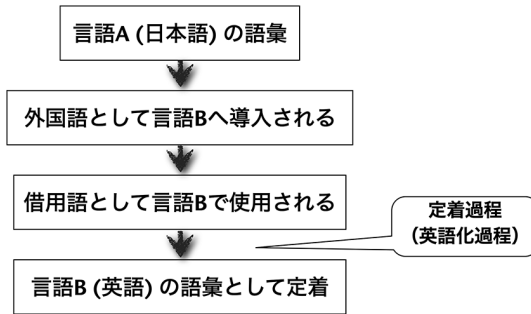 言語A (日本語) の語彙
外国語として言語Bへ導入される
借用語として言語Bで使用される
定着過程
（英語化過程）
言語B (英語) の語彙として定着